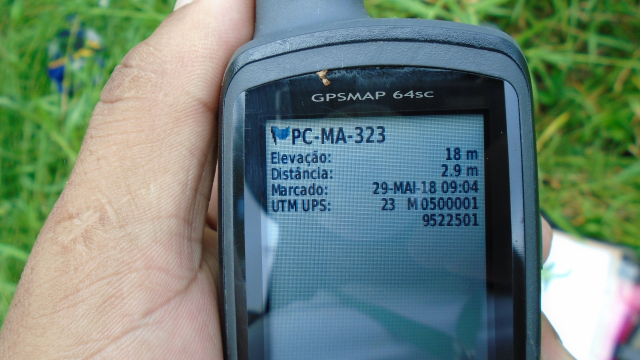 GPSMAP 64sc
PC-MA-323
Elevação: 18 m
Distância: 2.9 m
Marcado: 29-MAI-18 09:04
UTM UPS: 23 M 0500001
9522501